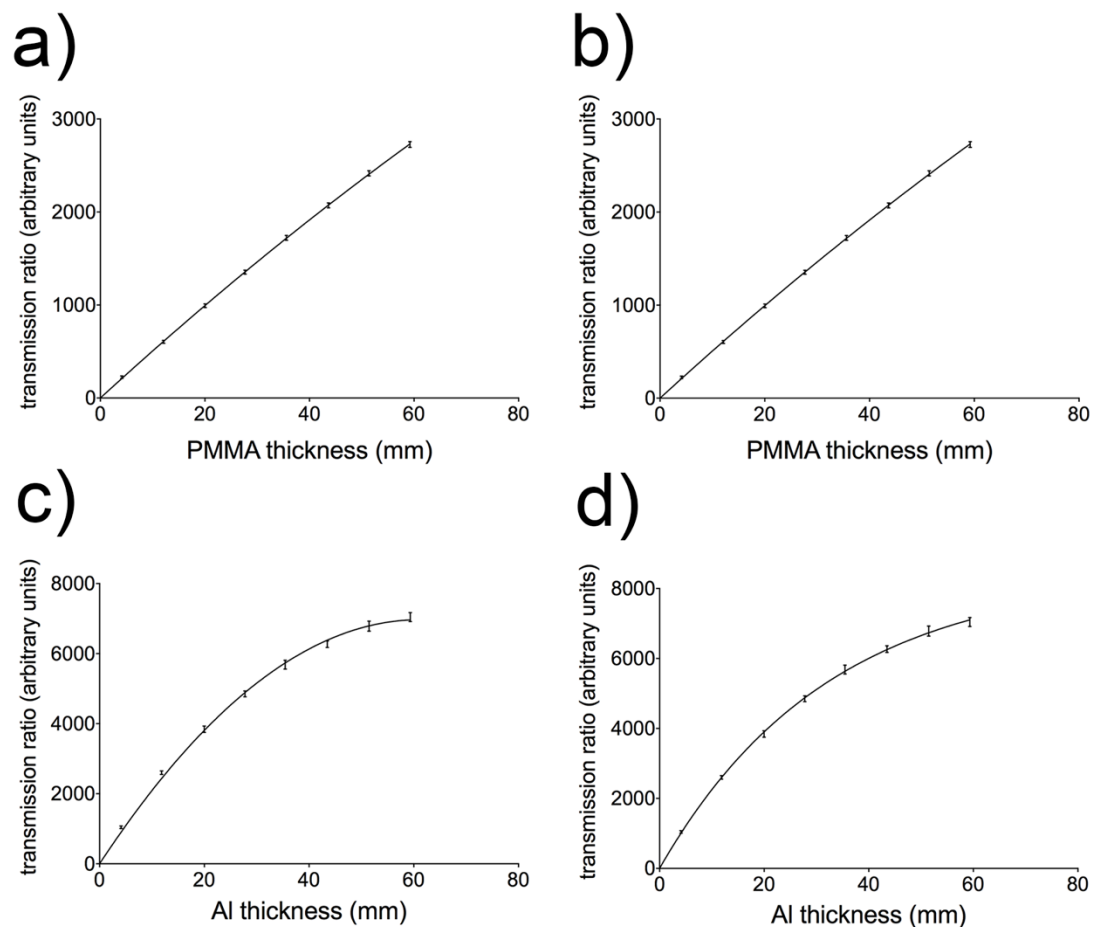 a)
transmission ratio (arbitrary units)
3000
2000
1000
0
0 20 40 60 80
PMMA thickness (mm)
b)
transmission ratio (arbitrary units)
3000
2000
1000
0
0 20 40 60 80
PMMA thickness (mm)
c)
transmission ratio (arbitrary units)
8000
6000
4000
2000
0
0 20 40 60 80
Al thickness (mm)
d)
transmission ratio (arbitrary units)
8000
6000
4000
2000
0
0 20 40 60 80
Al thickness (mm)